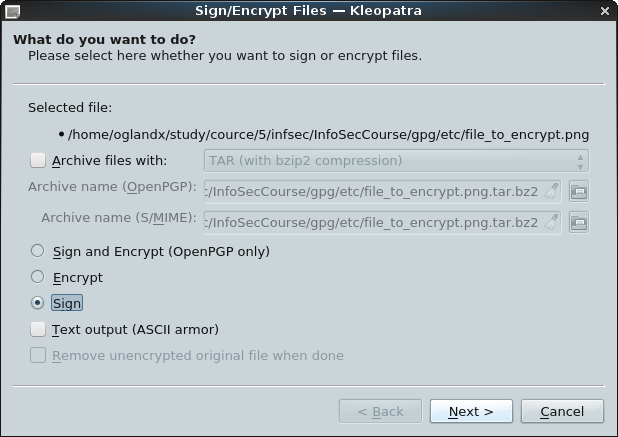 Sign/Encrypt Files — Kleopatra
What do you want to do?
Please select here whether you want to sign or encrypt files.
Selected file:
• /home/oglandx/study/cource/5/infsec/InfoSecCourse/gpg/etc/file_to_encrypt.png
Archive files with: TAR (with bzip2 compression)
Archive name (OpenPGP): :/InfoSecCourse/gpg/etc/file_to_encrypt.png.tar.bz2
Archive name (S/MIME): :/InfoSecCourse/gpg/etc/file_to_encrypt.png.tar.bz2
Sign and Encrypt (OpenPGP only)
Encrypt
Sign
Text output (ASCII armor)
Remove unencrypted original file when done
< Back Next > Cancel